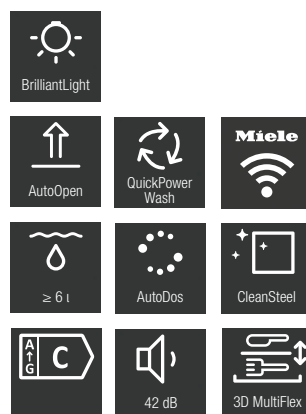 BrilliantLight
AutoOpen
QuickPower
Wash
Miele
≥ 6 l
AutoDos
CleanSteel
A
G
C
42 dB
3D MultiFlex